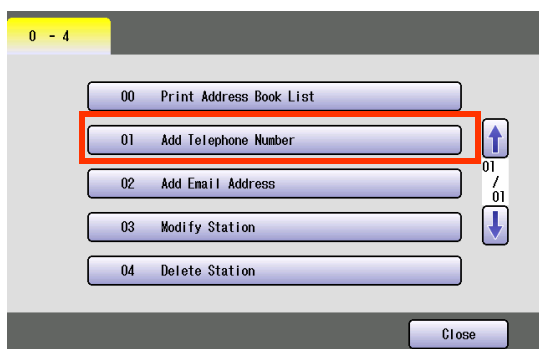 0 - 4
00 Print Address Book List
01 Add Telephone Number
02 Add Email Address
03 Modify Station
04 Delete Station
01
/
01
Close